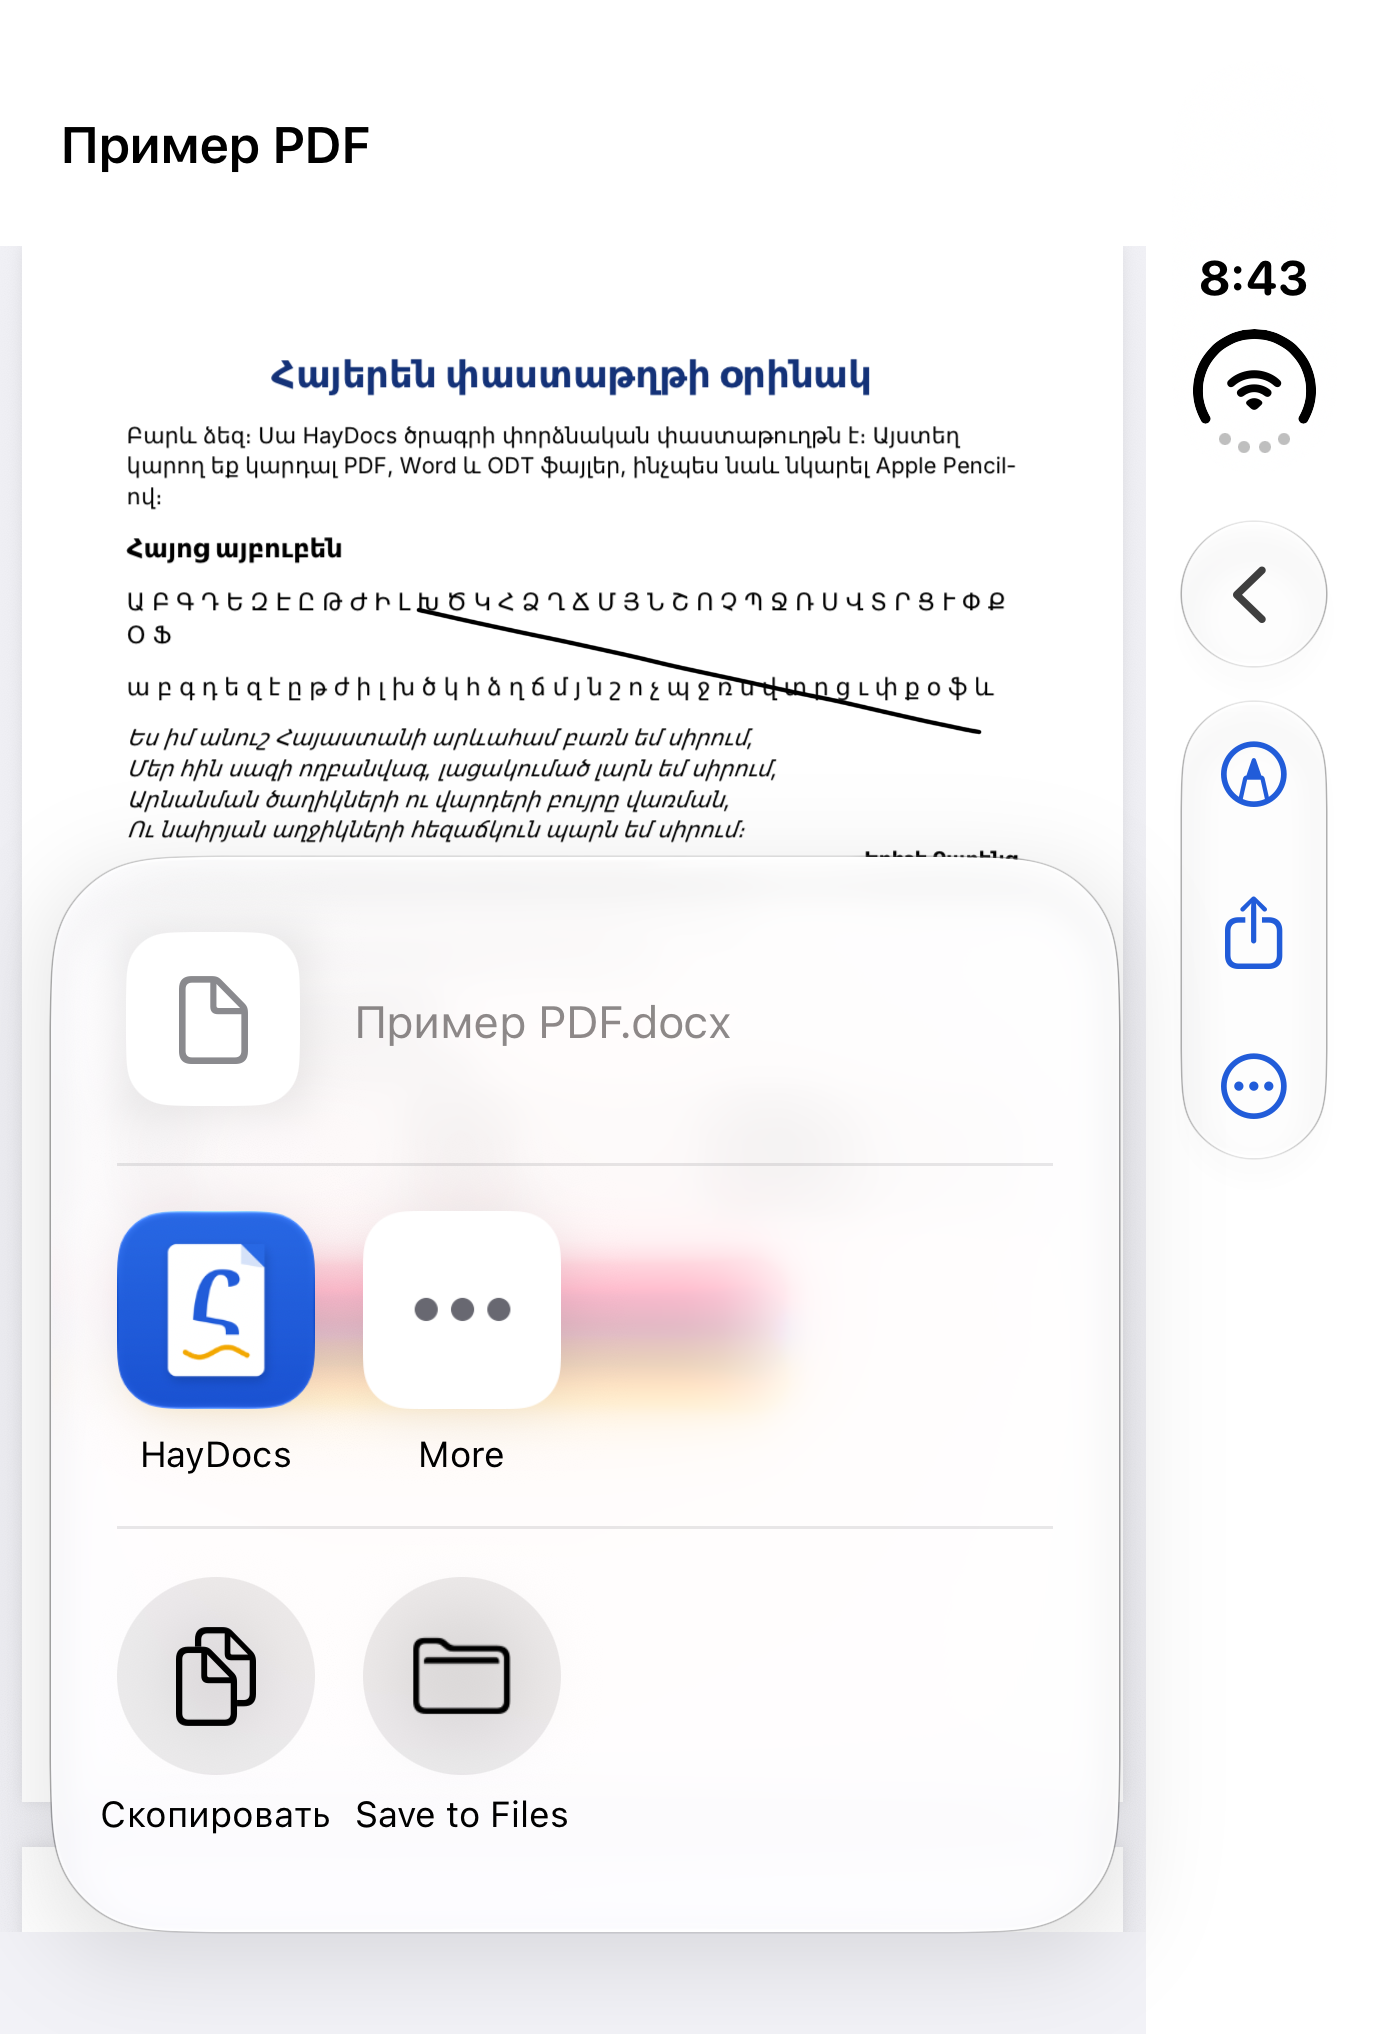 Пример PDF
8:43
Հայերեն փաստաթղթի օրինակ
Բարև ձեզ։ Սա HayDocs ծրագրի փորձնական փաստաթուղթն է։ Այստեղ
կարող եք կարդալ PDF, Word և ODT ֆայլեր, ինչպես նաև նկարել Apple Pencil-
ով։
Հայոց այբուբեն
Ա Բ Գ Դ Ե Զ Է Ը Թ Ժ Ի Լ Խ Ծ Կ Հ Ձ Ղ Ճ Մ Յ Ն Շ Ո Չ Պ Ջ Ռ Ս Վ Տ Ր Ց Ւ Փ Ք
Օ Ֆ
ա բ գ դ ե զ է ը թ ժ ի լ խ ծ կ հ ձ ղ ճ մ յ ն շ ո չ պ ջ ռ ս վ տ ր ց ւ փ ք օ ֆ և
Ես իմ անուշ Հայաստանի արևահամ բառն եմ սիրում,
Մեր հին սազի ողբանվագ, լացակումած լարն եմ սիրում,
Արնանման ծաղիկների ու վարդերի բույրը վառման,
Ու նաիրյան աղջիկների հեզաճկուն պարն եմ սիրում։
Пример PDF.docx
HayDocs
More
Скопировать
Save to Files